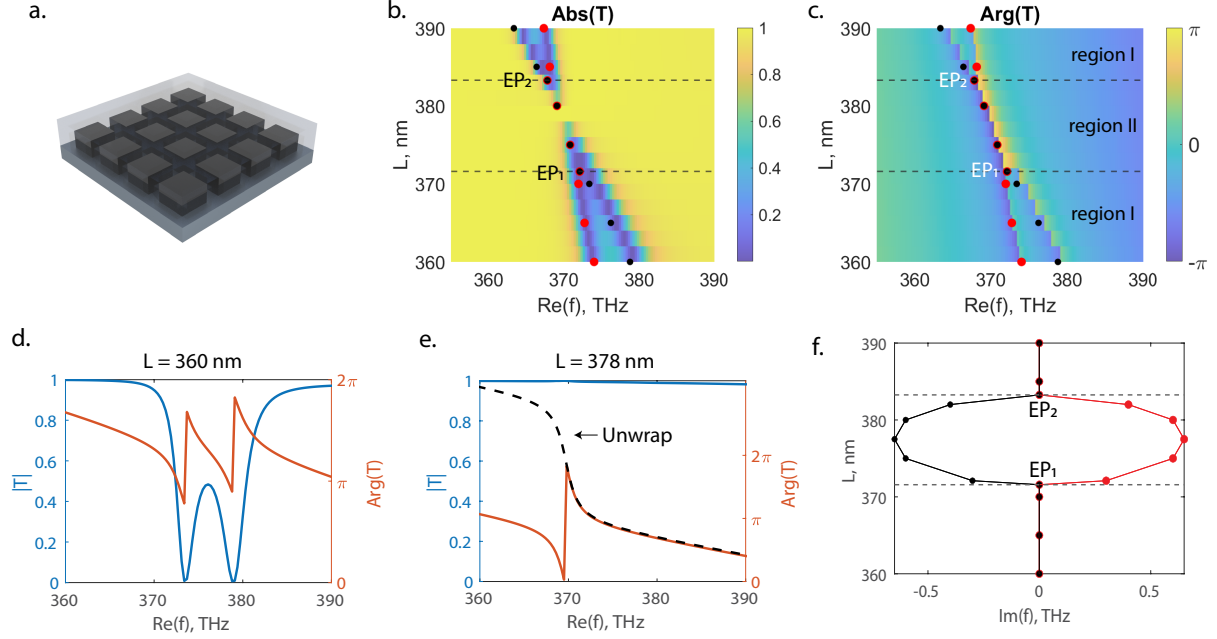 a.
b.
Abs(T)
390
380
370
360
L, nm
EP₂
EP₁
360
370
380
390
Re(f), THz
1
0.8
0.6
0.4
0.2
c.
Arg(T)
390
380
370
360
L, nm
EP₂
EP₁
region I
region II
region I
360
370
380
390
Re(f), THz
π
0
-π
d.
L = 360 nm
1
0.8
0.6
0.4
0.2
0
|T|
2π
π
0
Arg(T)
360
370
380
390
Re(f), THz
e.
L = 378 nm
1
0.8
0.6
0.4
0.2
0
|T|
Unwrap
2π
π
0
Arg(T)
360
370
380
390
Re(f), THz
f.
390
380
370
360
L, nm
EP₂
EP₁
-0.5
0
0.5
Im(f), THz